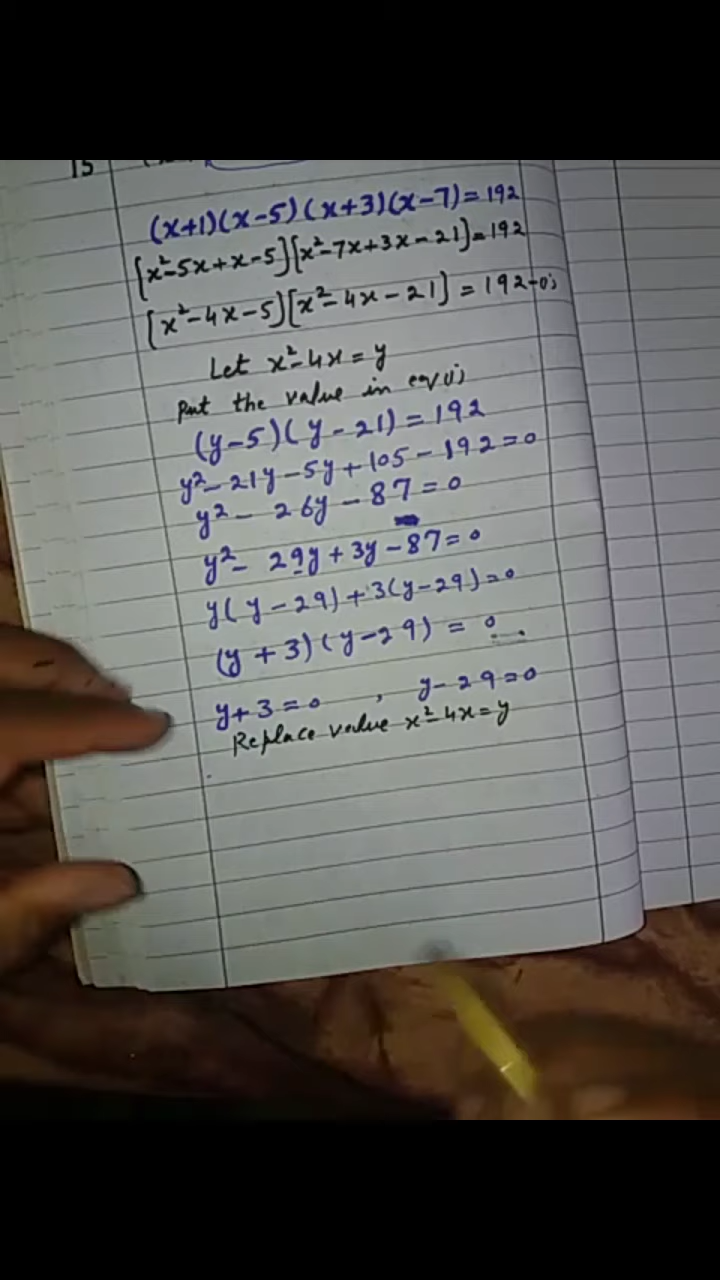 15
(x+1)(x-5)(x+3)(x-7)=192
[x²-5x+x-5][x²-7x+3x-21]=192
[x²-4x-5][x²-4x-21]=192-(i)
Let x²-4x=y
Put the value in eq(i)
(y-5)(y-21)=192
y²-21y-5y+105-192=0
y²-26y-87=0
y²-29y+3y-87=0
y(y-29)+3(y-29)=0
(y+3)(y-29)=0
y+3=0 , y-29=0
Replace value x²-4x=y